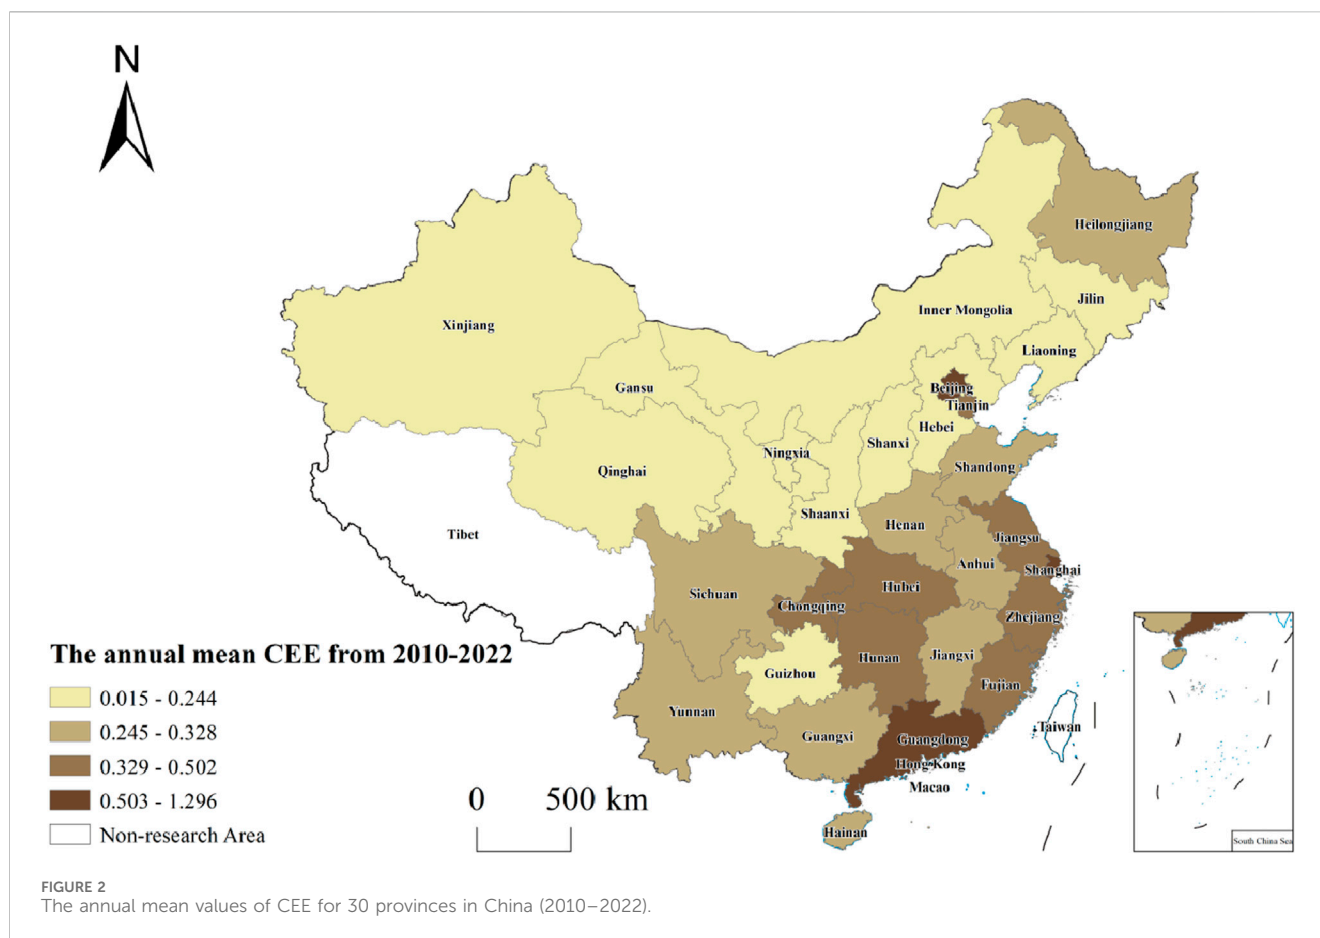 N
Heilongjiang
Jilin
Inner Mongolia
Xinjiang
Liaoning
Gansu
Beijing
Tianjin
Hebei
Shanxi
Ningxia
Qinghai
Shandong
Shaanxi
Henan
Tibet
Jiangsu
Anhui
Shanghai
Sichuan
Hubei
Chongqing
Zhejiang
Hunan
Jiangxi
Guizhou
Fujian
Yunnan
Taiwan
Guangxi
Guangdong
Hong Kong
Macao
Hainan
The annual mean CEE from 2010-2022
0.015 - 0.244
0.245 - 0.328
0.329 - 0.502
0.503 - 1.296
Non-research Area
0 500 km
South China Sea
FIGURE 2
The annual mean values of CEE for 30 provinces in China (2010–2022).